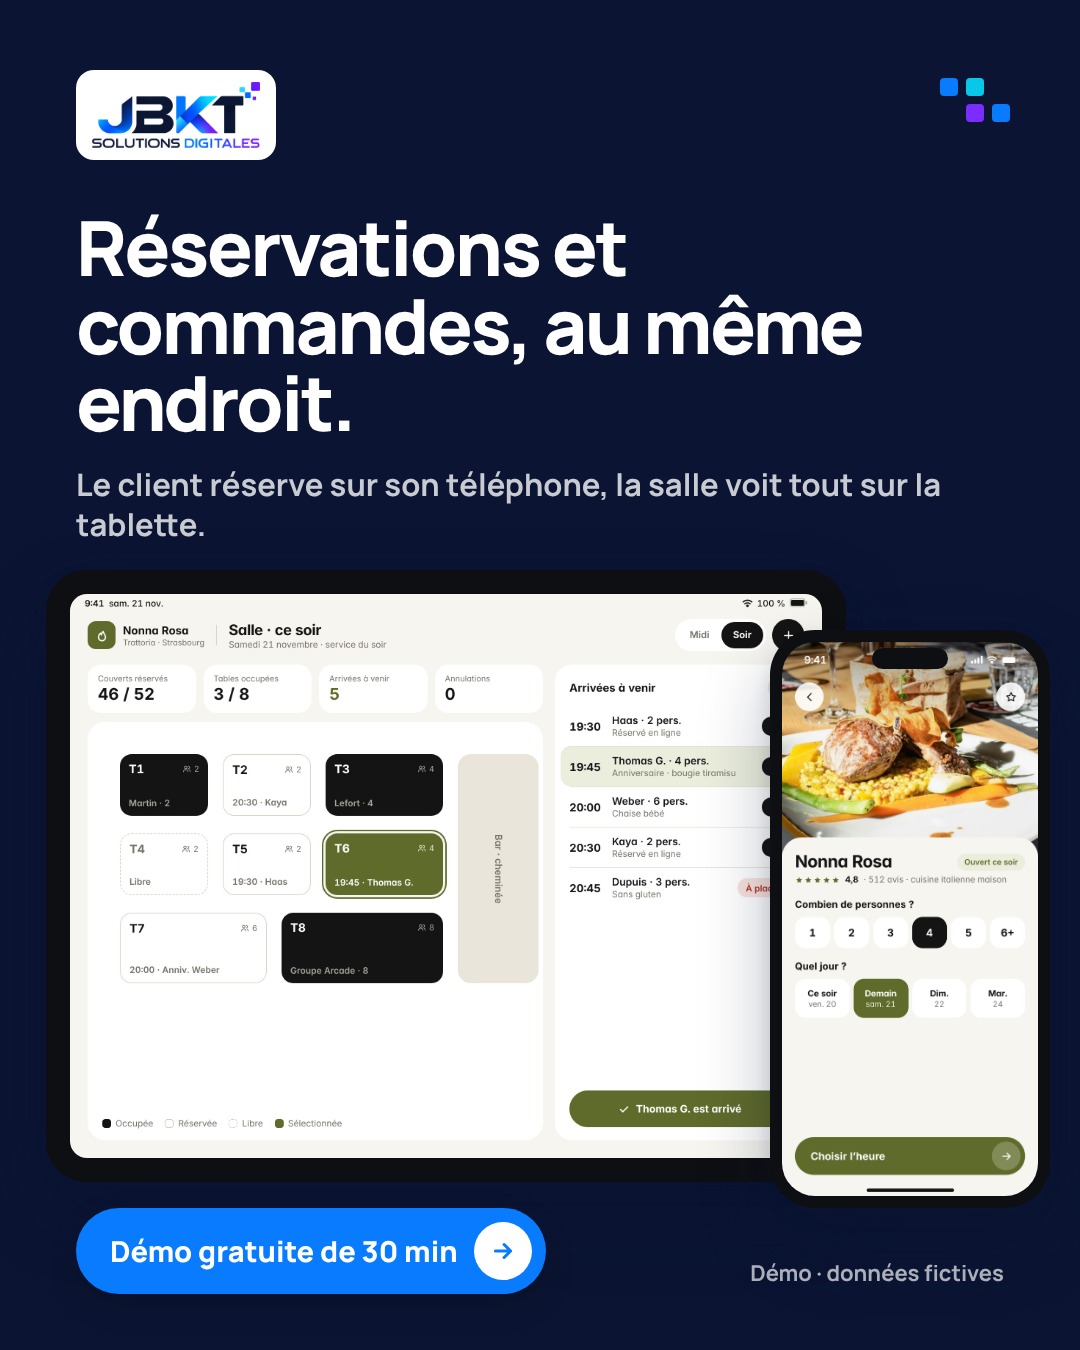 JBKT
SOLUTIONS DIGITALES
Réservations et
commandes, au même
endroit.
Le client réserve sur son téléphone, la salle voit tout sur la
tablette.
9:41 sam. 21 nov.
100 %
Nonna Rosa
Trattoria · Strasbourg
Salle · ce soir
Samedi 21 novembre · service du soir
Midi
Soir
+
Couverts réservés
46 / 52
Tables occupées
3 / 8
Arrivées à venir
5
Annulations
0
T1
2
Martin · 2
T2
2
20:30 · Kaya
T3
4
Lefort · 4
T4
2
Libre
T5
2
19:30 · Haas
T6
4
19:45 · Thomas G.
T7
6
20:00 · Anniv. Weber
T8
8
Groupe Arcade · 8
Bar · cheminée
Occupée
Réservée
Libre
Sélectionnée
Arrivées à venir
19:30
Haas · 2 pers.
Réservé en ligne
19:45
Thomas G. · 4 pers.
Anniversaire · bougie tiramisu
20:00
Weber · 6 pers.
Chaise bébé
20:30
Kaya · 2 pers.
Réservé en ligne
20:45
Dupuis · 3 pers.
Sans gluten
Thomas G. est arrivé
9:41
Nonna Rosa
Ouvert ce soir
4,8 · 512 avis · cuisine italienne maison
Combien de personnes ?
1 2 3 4 5 6+
Quel jour ?
Ce soir
ven. 20
Demain
sam. 21
Dim.
22
Mar.
24
Choisir l'heure
Démo gratuite de 30 min
Démo · données fictives